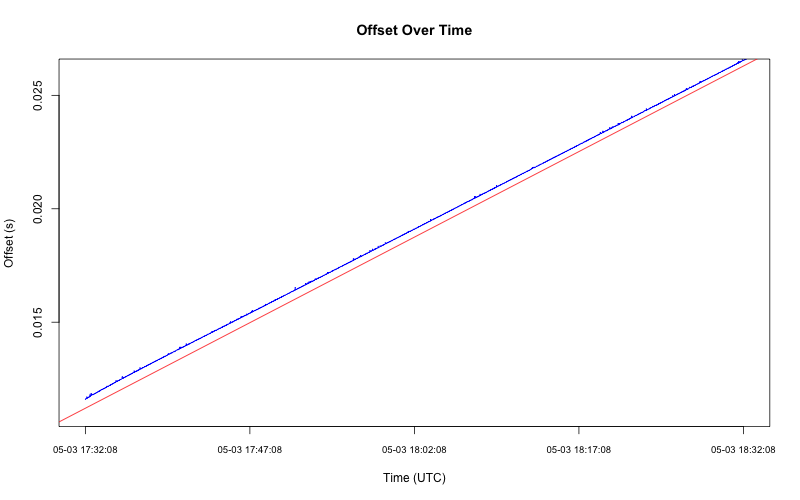 Offset Over Time
Offset (s)
0.025
0.020
0.015
05-03 17:32:08
05-03 17:47:08
05-03 18:02:08
05-03 18:17:08
05-03 18:32:08
Time (UTC)